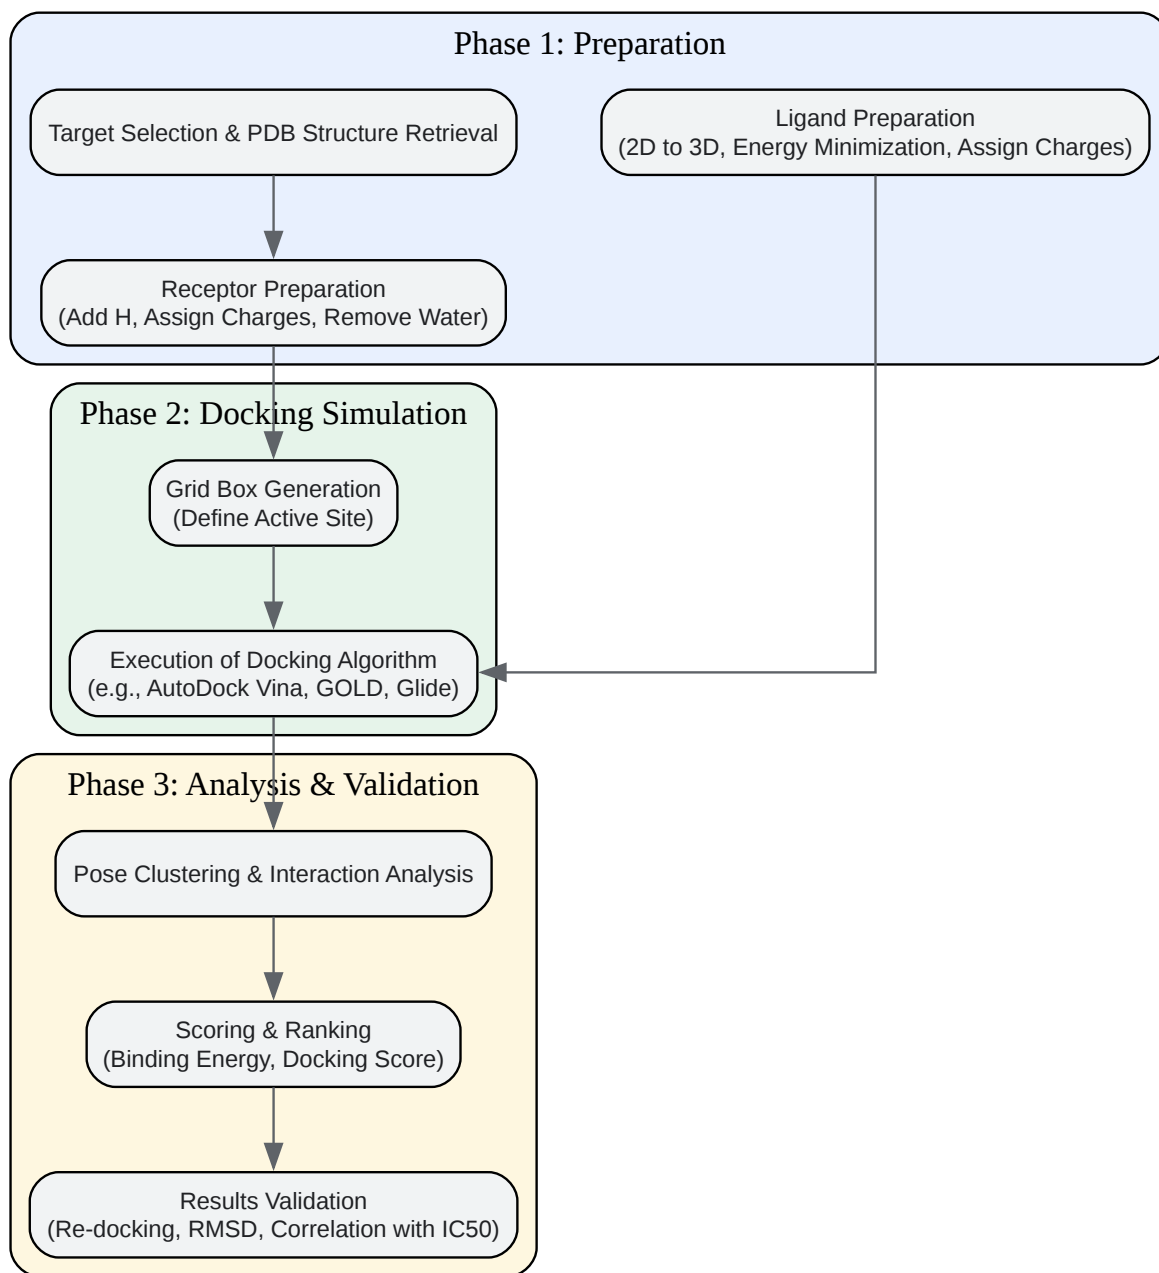 Phase 1: Preparation
Target Selection & PDB Structure Retrieval
Ligand Preparation
(2D to 3D, Energy Minimization, Assign Charges)
Receptor Preparation
(Add H, Assign Charges, Remove Water)
Phase 2: Docking Simulation
Grid Box Generation
(Define Active Site)
Execution of Docking Algorithm
(e.g., AutoDock Vina, GOLD, Glide)
Phase 3: Analysis & Validation
Pose Clustering & Interaction Analysis
Scoring & Ranking
(Binding Energy, Docking Score)
Results Validation
(Re-docking, RMSD, Correlation with IC50)